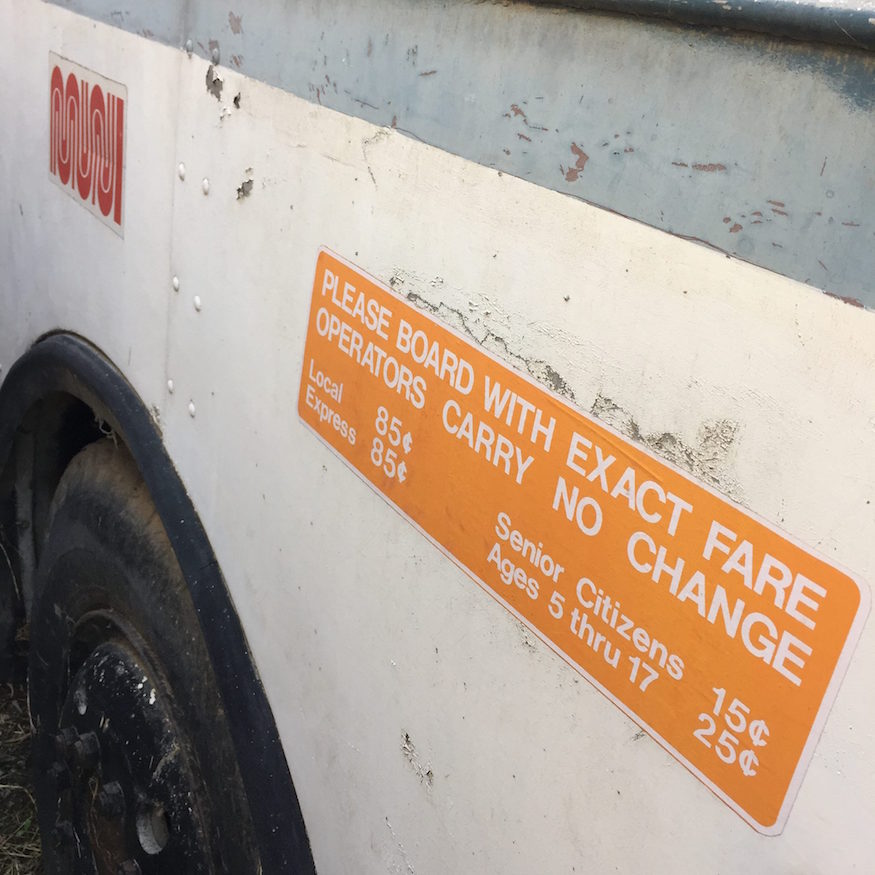 MUNI
PLEASE BOARD WITH EXACT FARE
OPERATORS CARRY NO CHANGE
Local 85¢ Senior Citizens 15¢
Express 85¢ Ages 5 thru 17 25¢